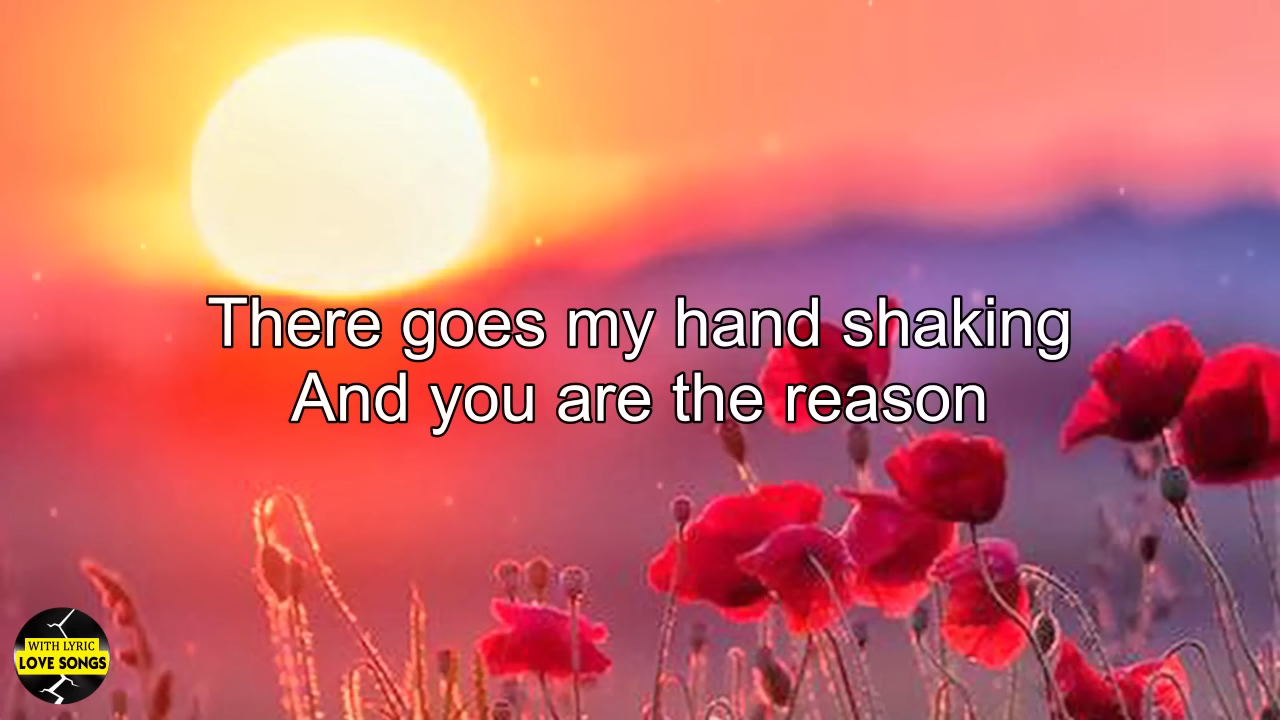 There goes my hand shaking
And you are the reason
WITH LYRIC
LOVE SONGS